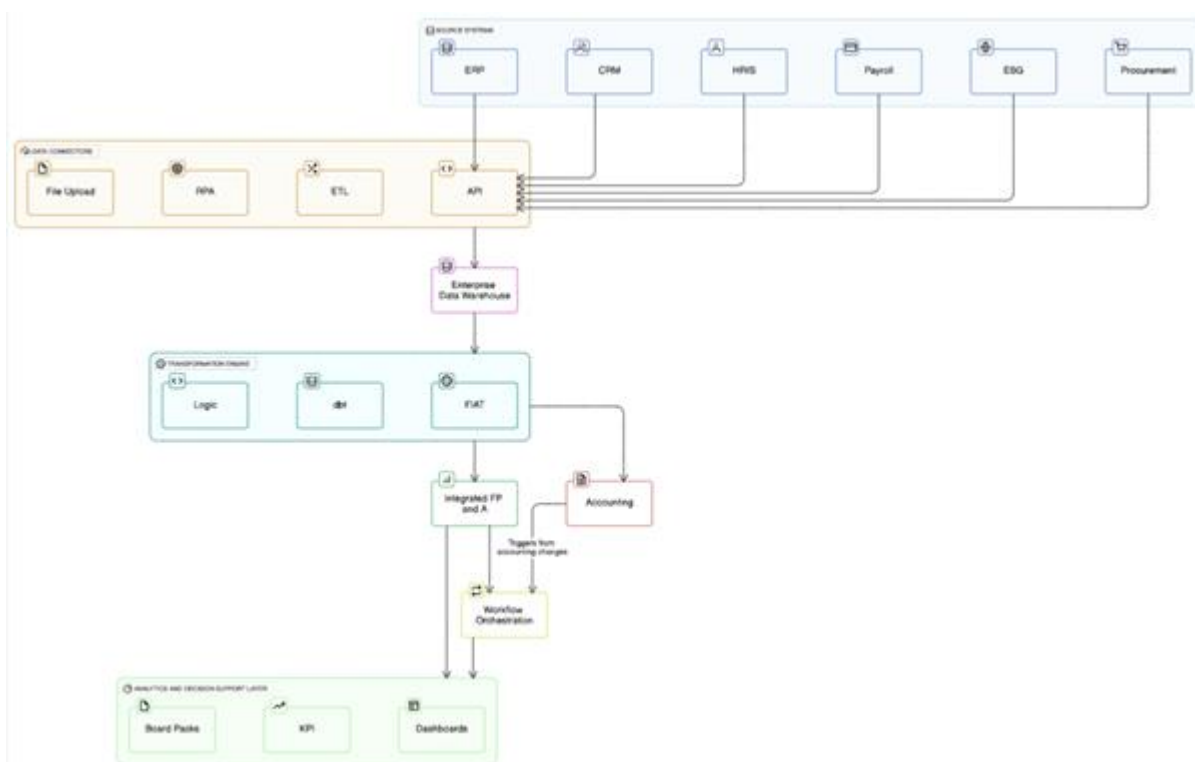 SOURCE SYSTEMS
ERP
CRM
HRIS
Payroll
ESG
Procurement
DATA CONNECTORS
File Upload
RPA
ETL
API
Enterprise
Data Warehouse
TRANSFORMATION ENGINE
Logic
dbt
Integrated FP
and A
Accounting
Triggers from
accounting changes
Workflow
Orchestration
ANALYTICS AND DECISION SUPPORT LAYER
Board Packs
KPI
Dashboards